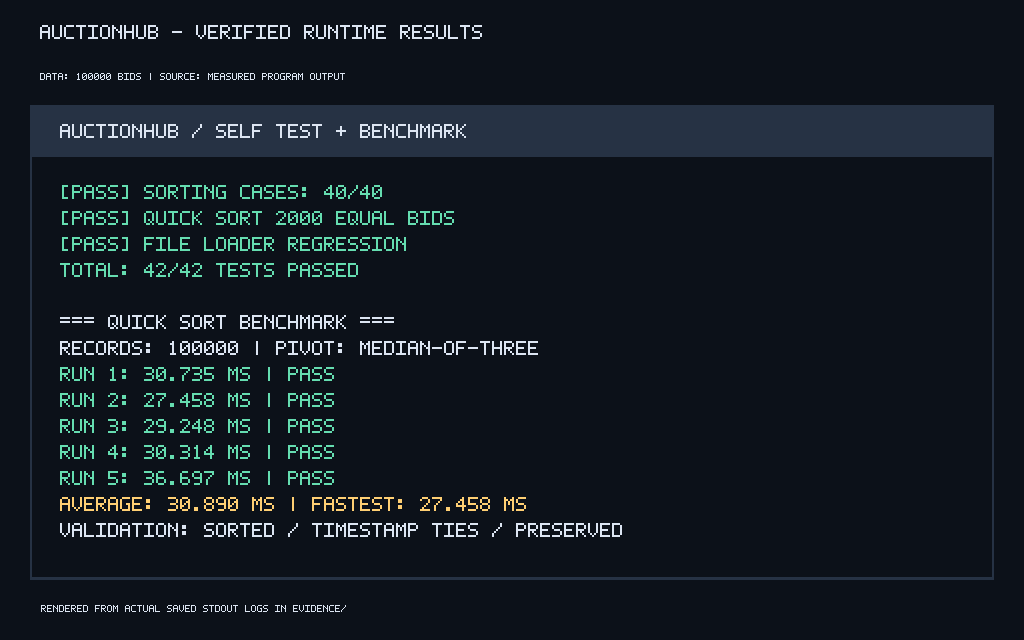 AUCTIONHUB - VERIFIED RUNTIME RESULTS
DATA: 100000 BIDS | SOURCE: MEASURED PROGRAM OUTPUT
AUCTIONHUB / SELF TEST + BENCHMARK
[PASS] SORTING CASES: 40/40
[PASS] QUICK SORT 2000 EQUAL BIDS
[PASS] FILE LOADER REGRESSION
TOTAL: 42/42 TESTS PASSED
=== QUICK SORT BENCHMARK ===
RECORDS: 100000 | PIVOT: MEDIAN-OF-THREE
RUN 1: 30.735 MS | PASS
RUN 2: 27.458 MS | PASS
RUN 3: 29.248 MS | PASS
RUN 4: 30.314 MS | PASS
RUN 5: 36.697 MS | PASS
AVERAGE: 30.890 MS | FASTEST: 27.458 MS
VALIDATION: SORTED / TIMESTAMP TIES / PRESERVED
RENDERED FROM ACTUAL SAVED STDOUT LOGS IN EVIDENCE/